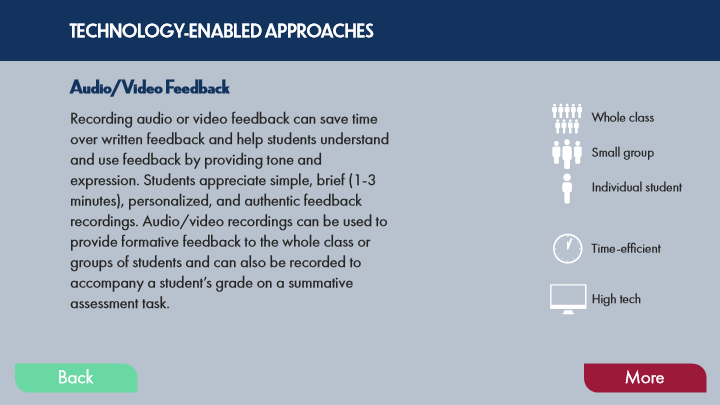 TECHNOLOGY-ENABLED APPROACHES
Audio/Video Feedback
Recording audio or video feedback can save time
over written feedback and help students understand
and use feedback by providing tone and
expression. Students appreciate simple, brief (1-3
minutes), personalized, and authentic feedback
recordings. Audio/video recordings can be used to
provide formative feedback to the whole class or
groups of students and can also be recorded to
accompany a student's grade on a summative
assessment task.
Whole class
Small group
Individual student
Time-efficient
High tech
Back
More